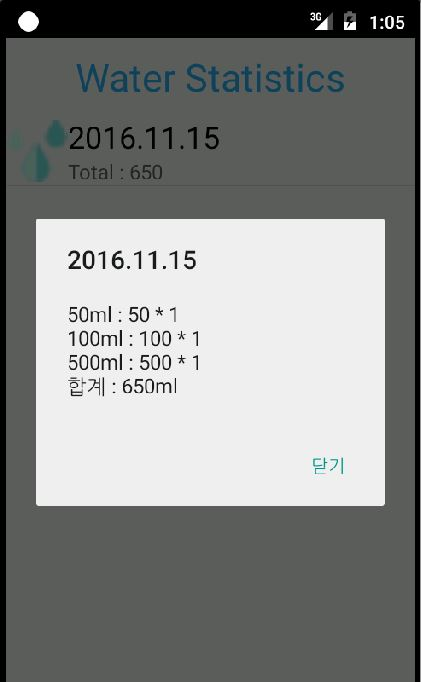 3G 1:05
Water Statistics
2016.11.15
Total : 650
2016.11.15
50ml : 50 * 1
100ml : 100 * 1
500ml : 500 * 1
합계 : 650ml
닫기